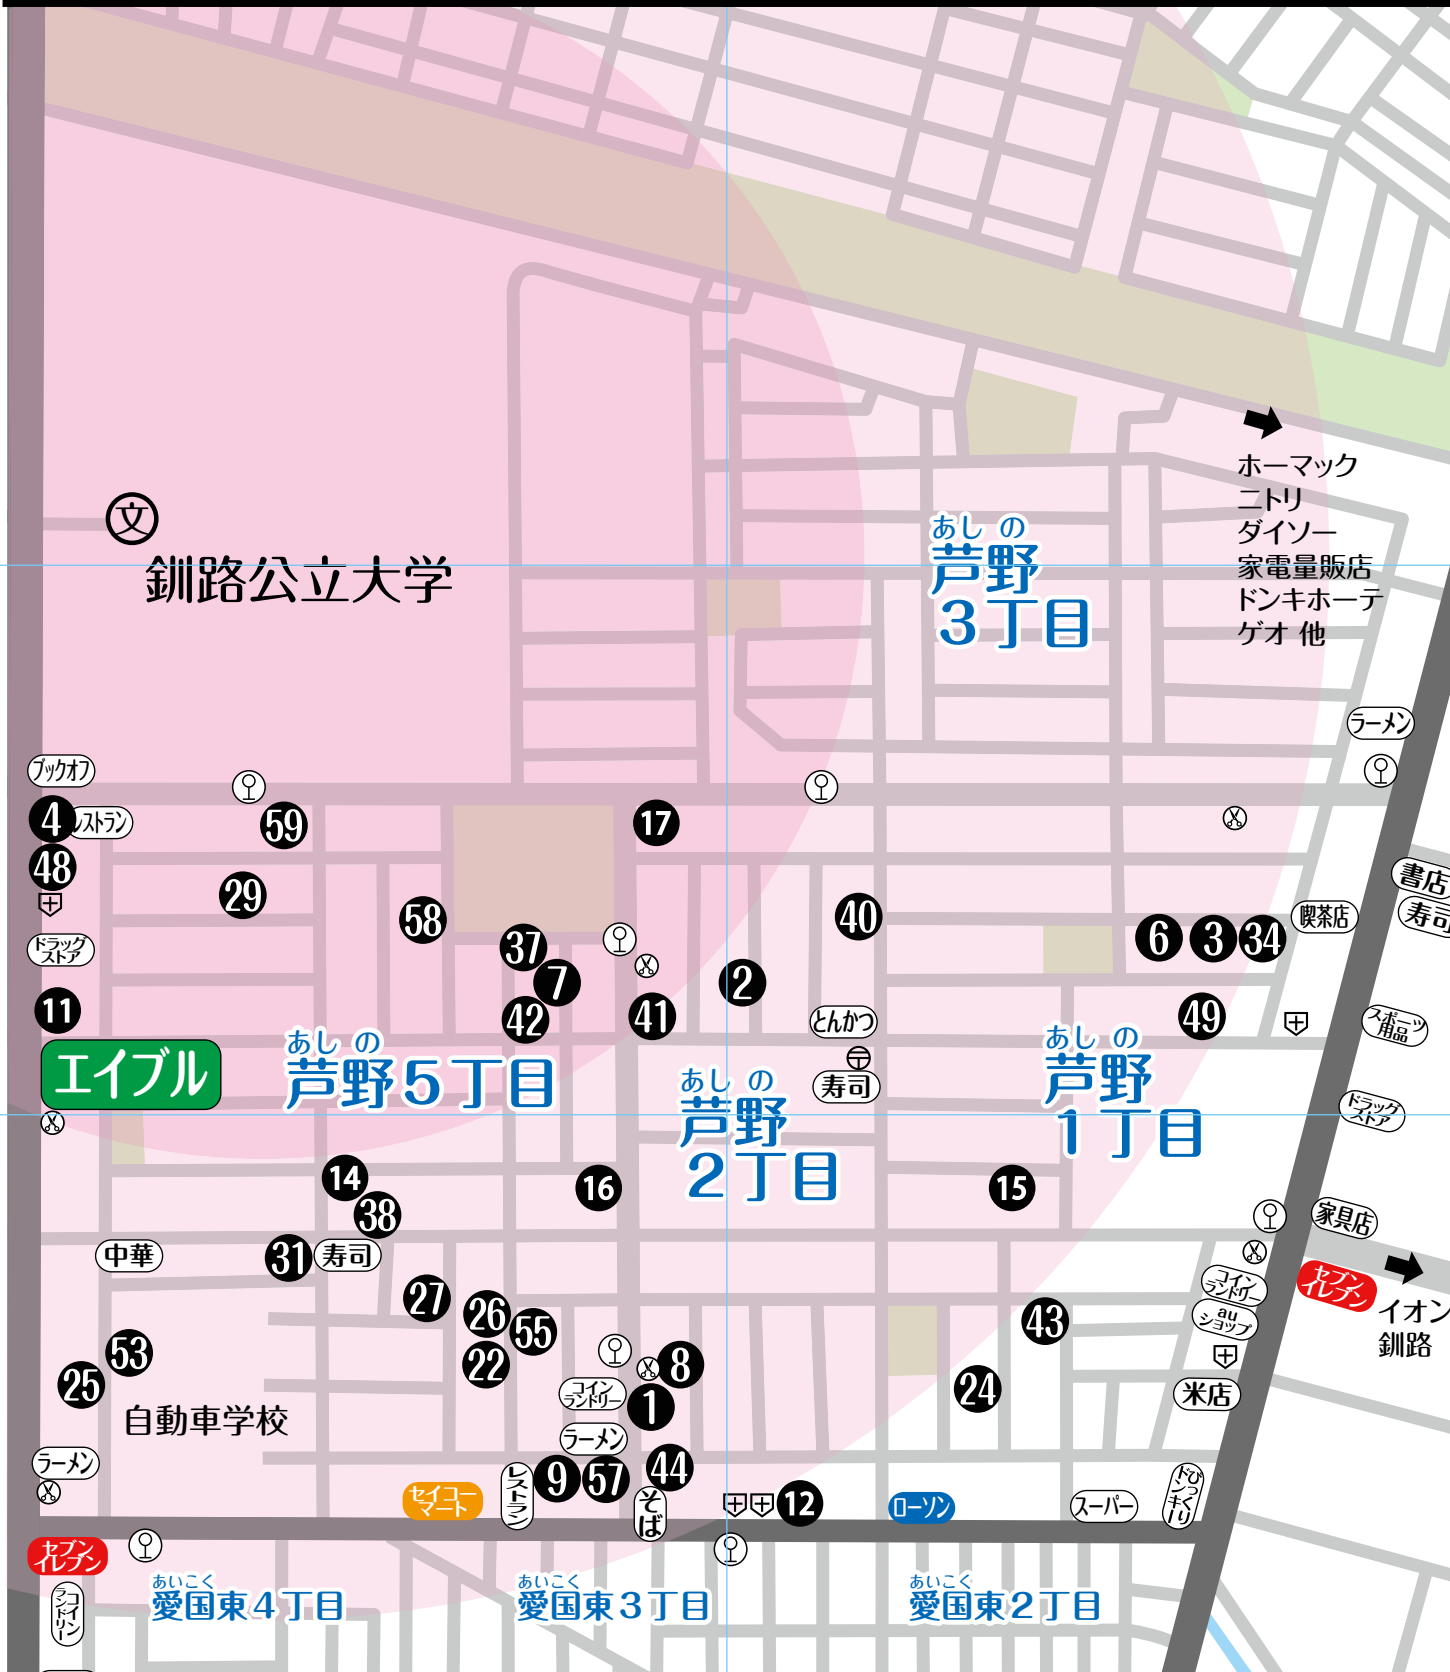 文
釧路公立大学
ホーマック
ニトリ
ダイソー
家電量販店
ドンキホーテ
ゲオ 他
あし の
芦野
3丁目
ラーメン
ブックオフ
4
レストラン
59
17
48
29
58
40
書店
寿司
喫茶店
6
3
34
ドラッグ
ストア
37
7
2
11
42
41
とんかつ
49
スポーツ
用品
エイブル
あし の
芦野5丁目
〒
寿司
あし の
芦野
2丁目
あし の
芦野
1丁目
ドラッグ
ストア
14
38
16
15
家具店
中華
31
寿司
コイン
ランドリー
セブン
イレブン
イオン
釧路
au
ショップ
27
26
55
43
53
25
22
8
コイン
ランドリー
1
24
米店
自動車学校
ラーメン
ラーメン
セイコー
マート
レストラン
9
57
44
そば
12
ローソン
スーパー
びっくり
ドンキー
セブン
イレブン
コイン
ランドリー
あいこく
愛国東4丁目
あいこく
愛国東3丁目
あいこく
愛国東2丁目